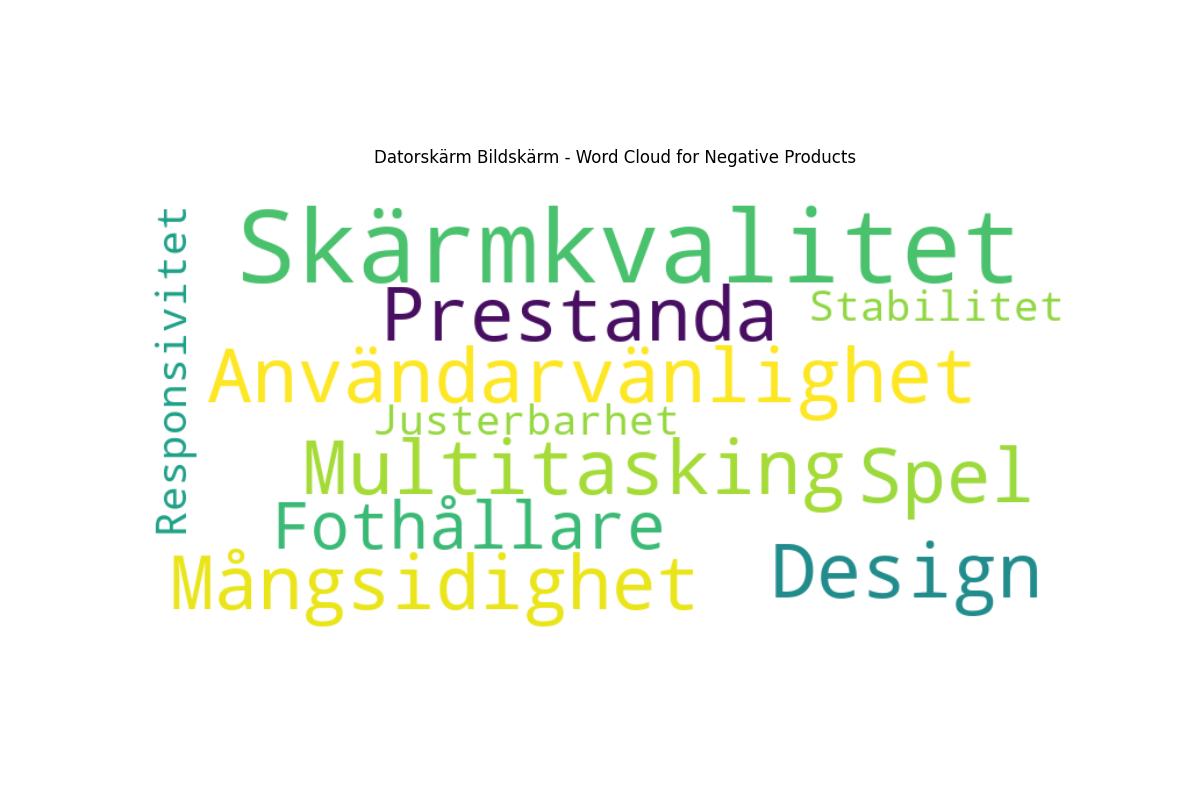 Datorskärm Bildskärm - Word Cloud for Negative Products
Responsivitet
Skärmkvalitet
Prestanda
Stabilitet
Användarvänlighet
Justerbarhet
Multitasking
Spel
Fothållare
Mångsidighet
Design